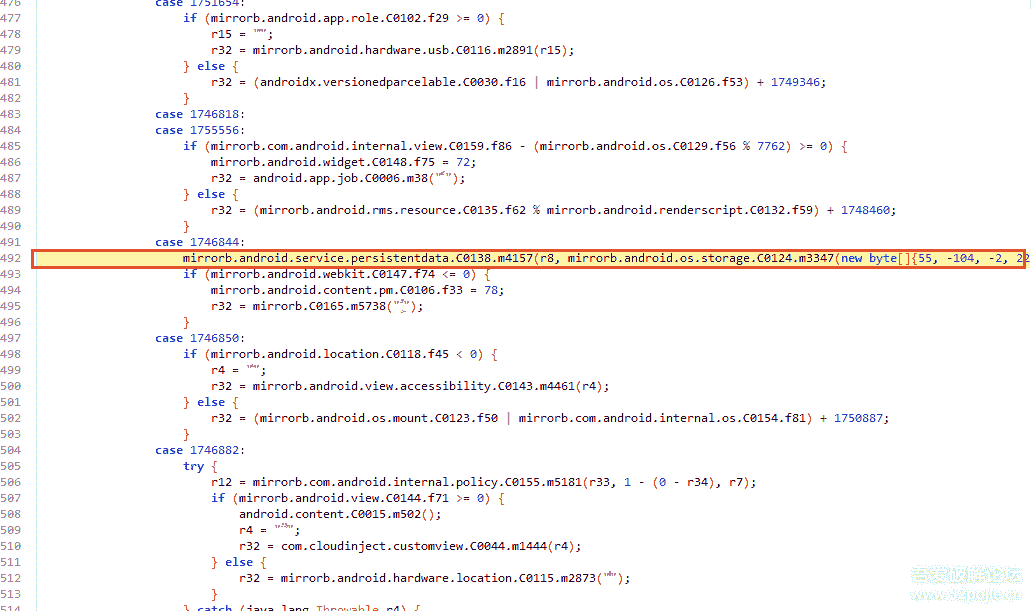 476 case 1751654:
477 if (mirrorb.android.app.role.C0102.f29 >= 0) {
478 r15 = "";
479 r32 = mirrorb.android.hardware.usb.C0116.m2891(r15);
480 } else {
481 r32 = (androidx.versionedparcelable.C0030.f16 | mirrorb.android.os.C0126.f53) + 1749346;
482 }
483 case 1746818:
484 case 1755556:
485 if (mirrorb.com.android.internal.view.C0159.f86 - (mirrorb.android.os.C0129.f56 % 7762) >= 0) {
486 mirrorb.android.widget.C0148.f75 = 72;
487 r32 = android.app.job.C0006.m38("");
488 } else {
489 r32 = (mirrorb.android.rms.resource.C0135.f62 % mirrorb.android.renderscript.C0132.f59) + 1748460;
490 }
491 case 1746844:
492 mirrorb.android.service.persistentdata.C0138.m4157(r8, mirrorb.android.os.storage.C0124.m3347(new byte[]{55, -104, -2, 22
493 if (mirrorb.android.webkit.C0147.f74 <= 0) {
494 mirrorb.android.content.pm.C0106.f33 = 78;
495 r32 = mirrorb.C0165.m5738("");
496 }
497 case 1746850:
498 if (mirrorb.android.location.C0118.f45 < 0) {
499 r4 = "";
500 r32 = mirrorb.android.view.accessibility.C0143.m4461(r4);
501 } else {
502 r32 = (mirrorb.android.os.mount.C0123.f50 | mirrorb.com.android.internal.os.C0154.f81) + 1750887;
503 }
504 case 1746882:
505 try {
506 r12 = mirrorb.com.android.internal.policy.C0155.m5181(r33, 1 - (0 - r34), r7);
507 if (mirrorb.android.view.C0144.f71 >= 0) {
508 android.content.C0015.m502();
509 r4 = "";
510 r32 = com.cloudinject.customview.C0044.m1444(r4);
511 } else {
512 r32 = mirrorb.android.hardware.location.C0115.m2873("");
513 }
514 } catch (java.lang.Throwable r4) {
吾爱破解论坛
www.52pojie.cn